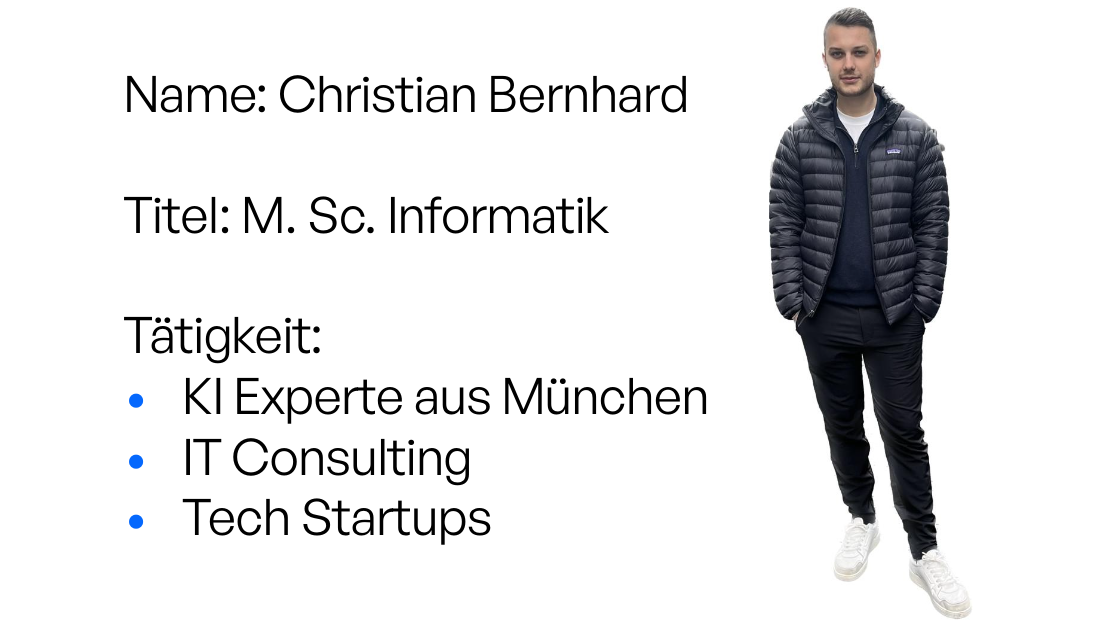 Name: Christian Bernhard
Titel: M. Sc. Informatik
Tätigkeit:
• KI Experte aus München
• IT Consulting
• Tech Startups